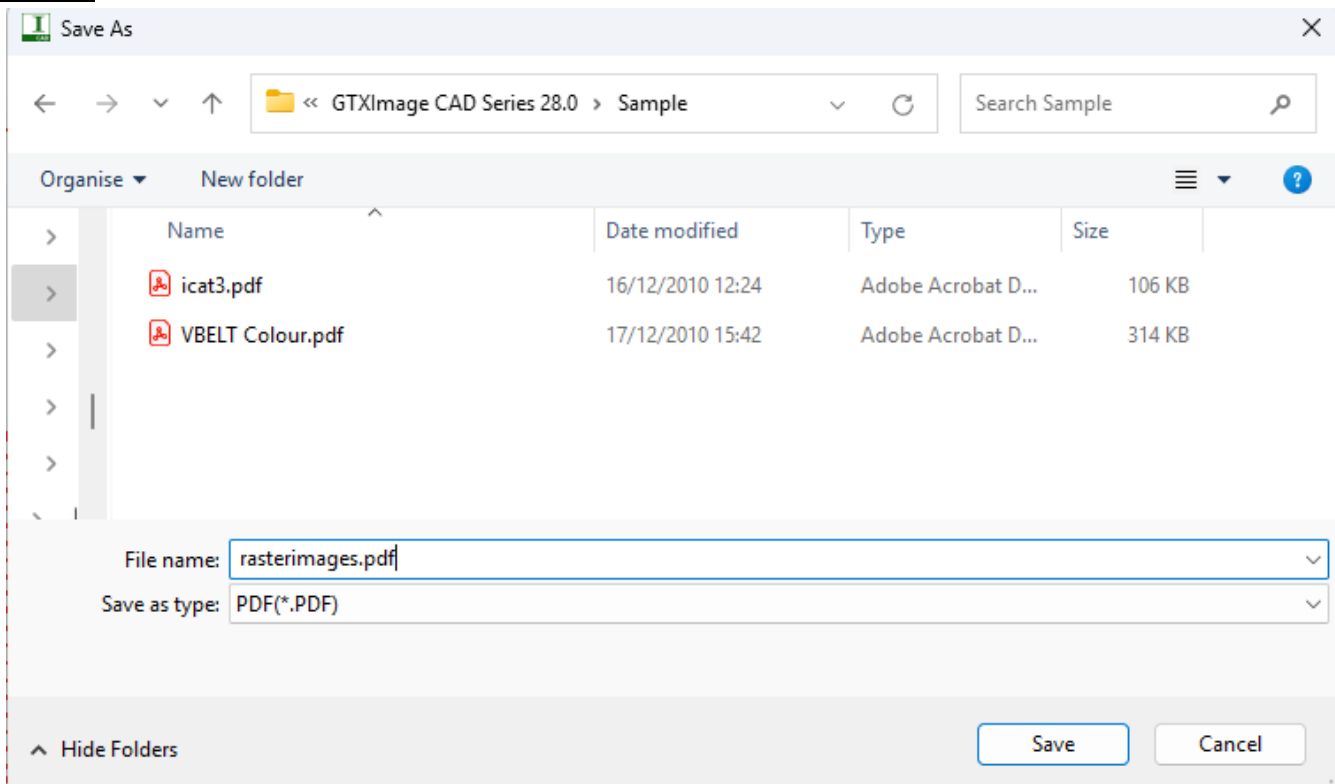 I
CAD
Save As
« GTXImage CAD Series 28.0 > Sample
Search Sample
Organise
New folder
?
Name
Date modified
Type
Size
icat3.pdf 16/12/2010 12:24 Adobe Acrobat D... 106 KB
VBELT Colour.pdf 17/12/2010 15:42 Adobe Acrobat D... 314 KB
File name: rasterimages.pdf
Save as type: PDF(*.PDF)
Hide Folders
Save
Cancel